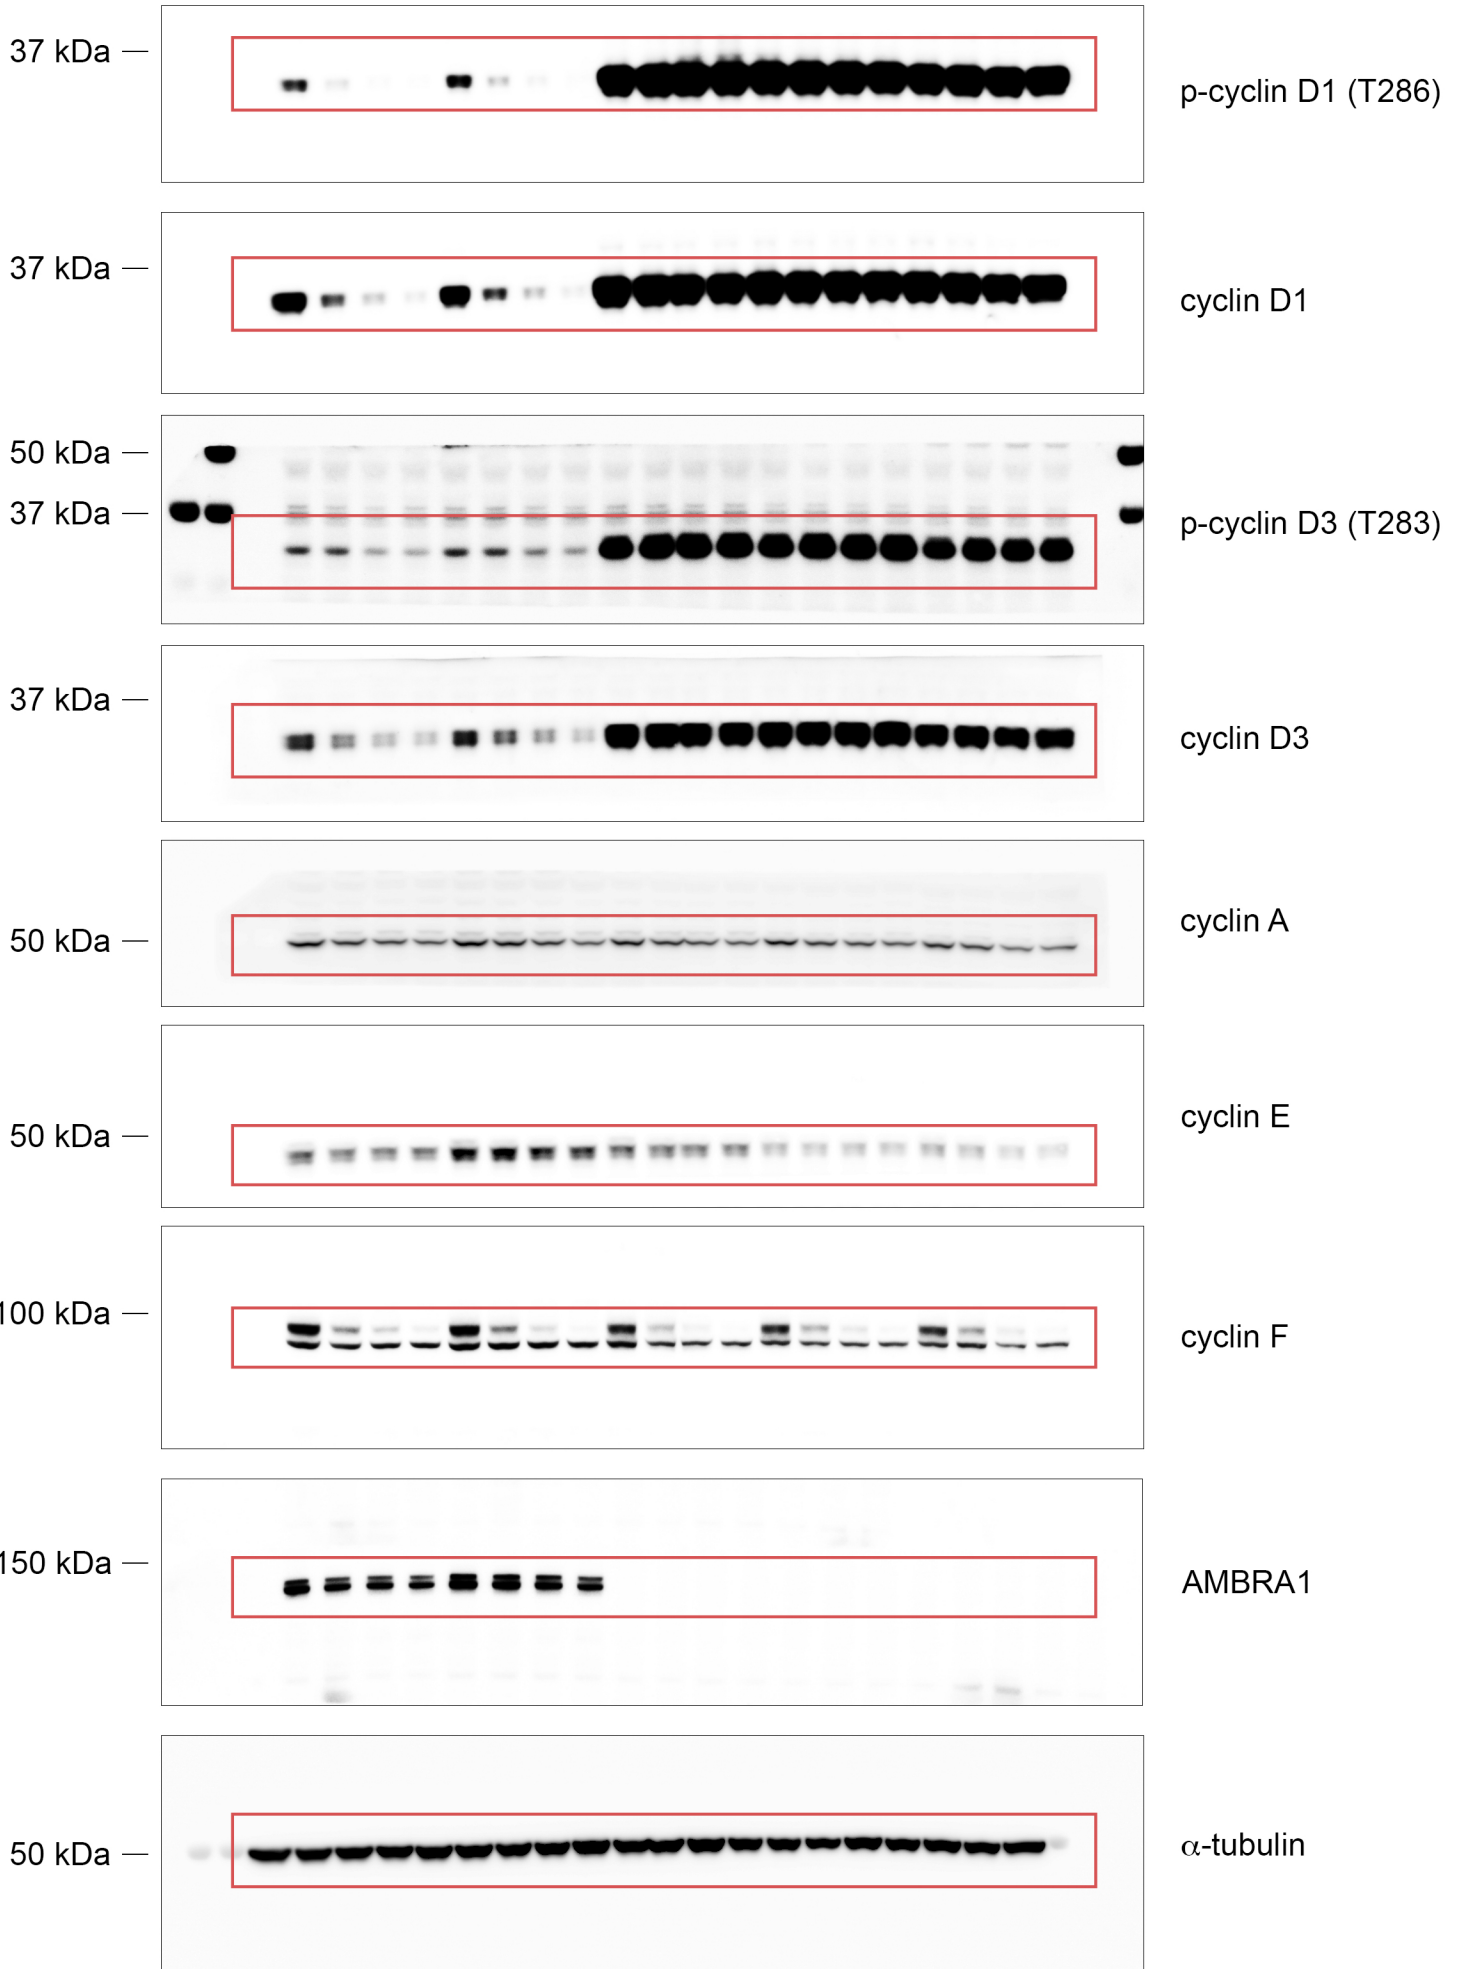 37 kDa
p-cyclin D1 (T286)
37 kDa
cyclin D1
50 kDa
37 kDa
p-cyclin D3 (T283)
37 kDa
cyclin D3
50 kDa
cyclin A
50 kDa
cyclin E
100 kDa
cyclin F
150 kDa
AMBRA1
50 kDa
α-tubulin